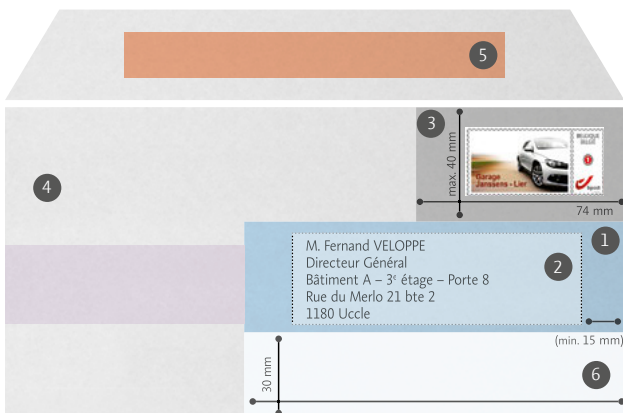 5
3
max. 40 mm
BELGIQUE
BELGIË
Garage
Janssens - Lier
74 mm
4
1
M. Fernand VELOPPE
Directeur Général
Bâtiment A – 3e étage – Porte 8
Rue du Merlo 21 bte 2
1180 Uccle
2
(min. 15 mm)
30 mm
6